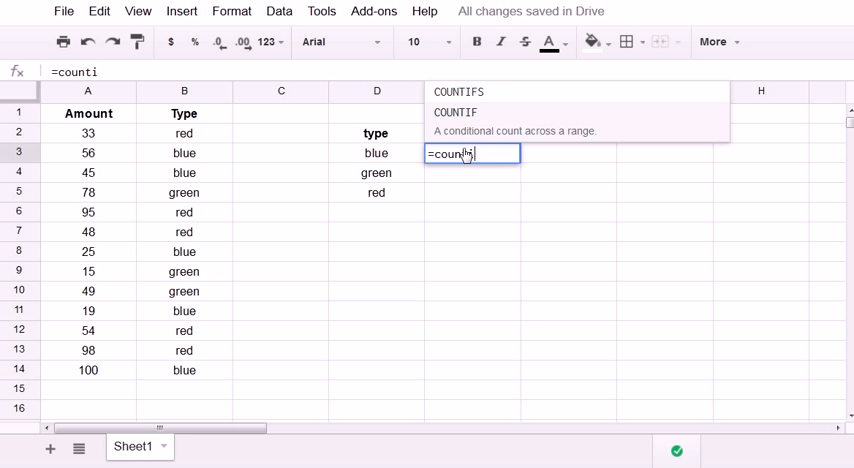 File Edit View Insert Format Data Tools Add-ons Help All changes saved in Drive
$ % .0 .00 123 Arial 10 B I S A More
fx =counti
A B C D H
COUNTIFS
COUNTIF
A conditional count across a range.
1 Amount Type
2 33 red type
3 56 blue blue =counti
4 45 blue green
5 78 green red
6 95 red
7 48 red
8 25 blue
9 15 green
10 49 green
11 19 blue
12 54 red
13 98 red
14 100 blue
15
16
Sheet1